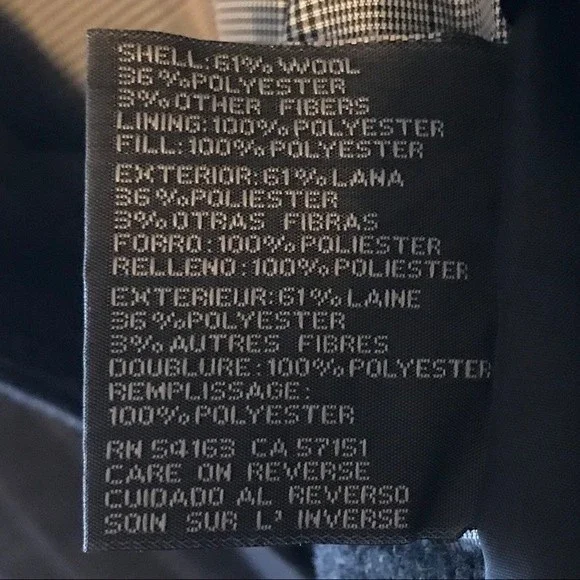 SHELL:61%WOOL
36%POLYESTER
3%OTHER FIBERS
LINING:100%POLYESTER
FILL:100%POLYESTER
EXTERIOR:61%LANA
36%POLIESTER
3%OTRAS FIBRAS
FORRO:100%POLIESTER
RELLENO:100%POLIESTER
EXTERIEUR:61%LAINE
36%POLYESTER
3%AUTRES FIBRES
DOUBLURE:100%POLYESTER
REMPLISSAGE:
100%POLYESTER
RN 54163 CA 57151
CARE ON REVERSE
CUIDADO AL REVERSO
SOIN SUR L' INVERSE